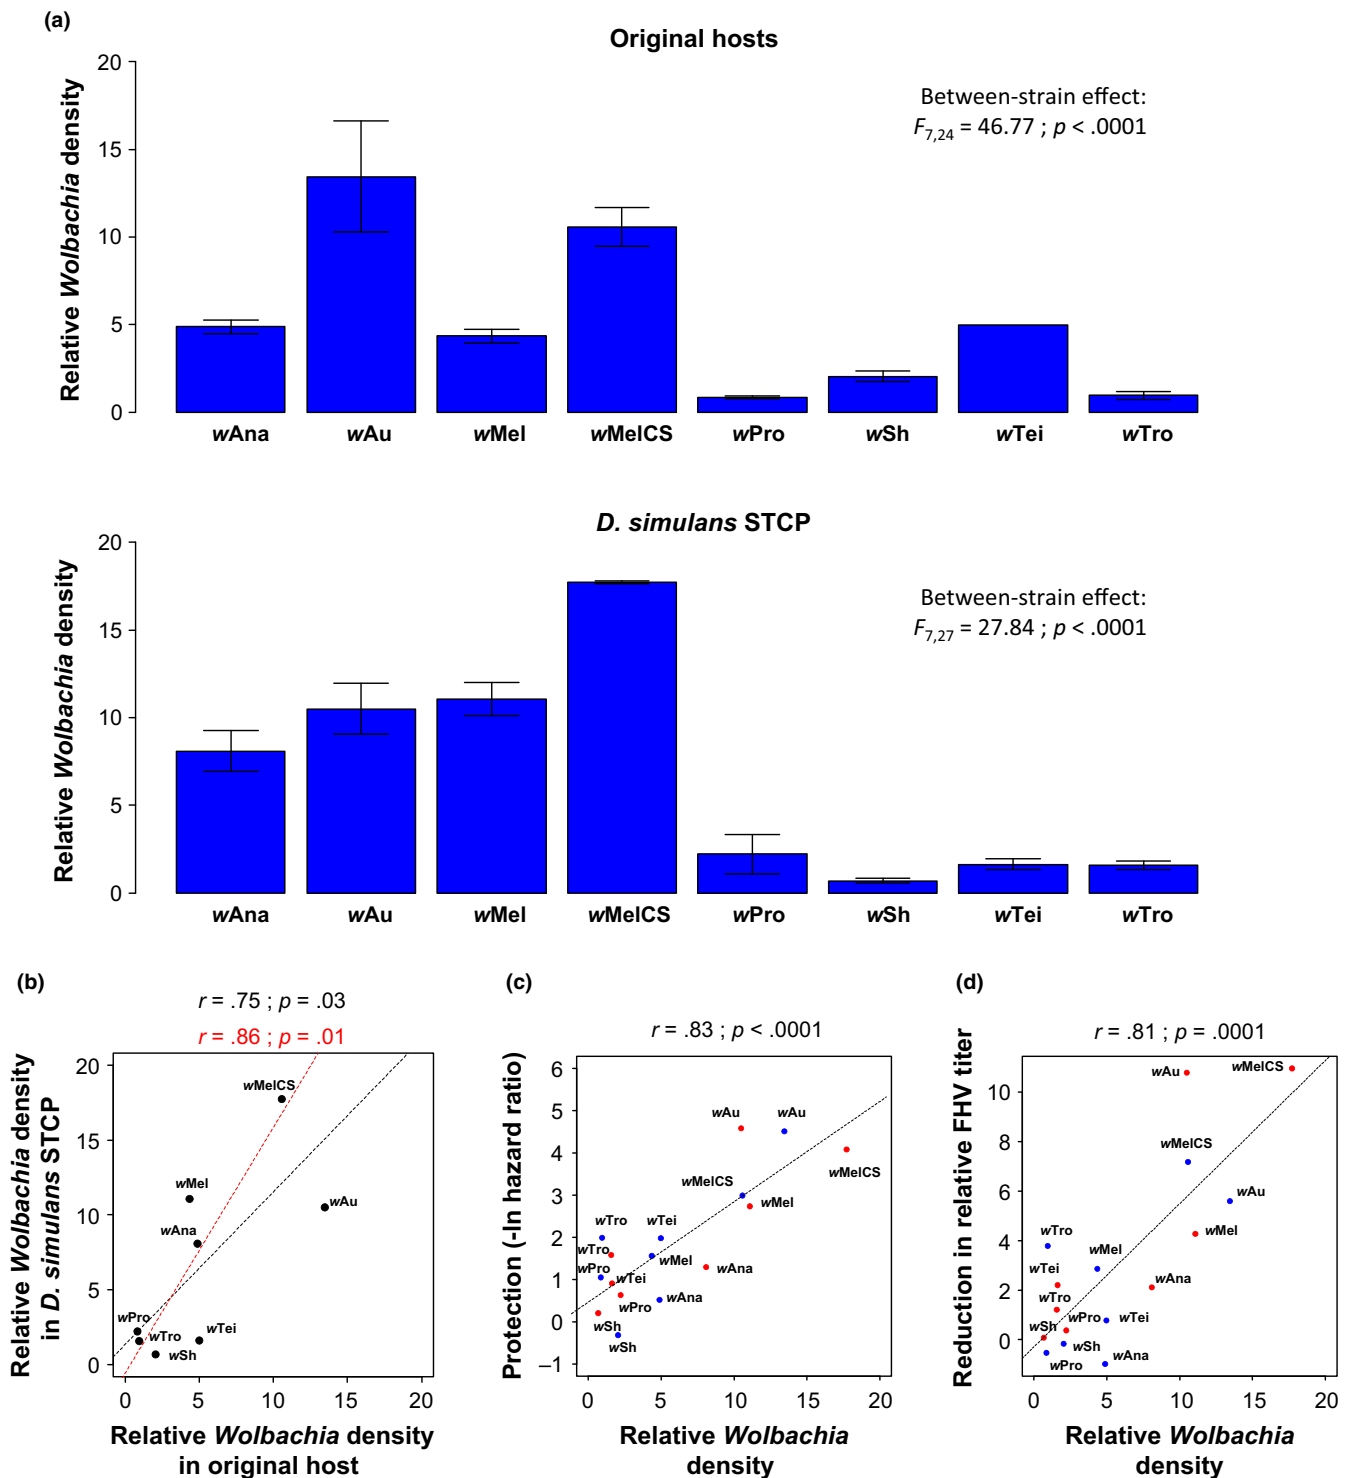 (a)
Original hosts
Relative Wolbachia density
20
15
10
5
0
Between-strain effect:
F7,24 = 46.77 ; p < .0001
wAna wAu wMel wMelCS wPro wSh wTei wTro
D. simulans STCP
Relative Wolbachia density
20
15
10
5
0
Between-strain effect:
F7,27 = 27.84 ; p < .0001
wAna wAu wMel wMelCS wPro wSh wTei wTro
(b)
r = .75 ; p = .03
r = .86 ; p = .01
Relative Wolbachia density
in D. simulans STCP
20
15
10
5
0
wMelCS
wMel
wAu
wAna
wPro
wTro
wTei
wSh
0 5 10 15 20
Relative Wolbachia density
in original host
(c)
r = .83 ; p < .0001
Protection (-ln hazard ratio)
6
5
4
3
2
1
0
−1
wAu
wAu
wMelCS
wMelCS
wMel
wTro
wTei
wTro
wMel
wPro
wTei
wAna
wPro
wAna
wSh
wSh
0 5 10 15 20
Relative Wolbachia
density
(d)
r = .81 ; p = .0001
Reduction in relative FHV titer
10
8
6
4
2
0
wAu
wMelCS
wMelCS
wAu
wTro
wMel
wMel
wTei
wAna
wTro
wPro
wTei
wSh
wSh
wPro
wAna
0 5 10 15 20
Relative Wolbachia
density